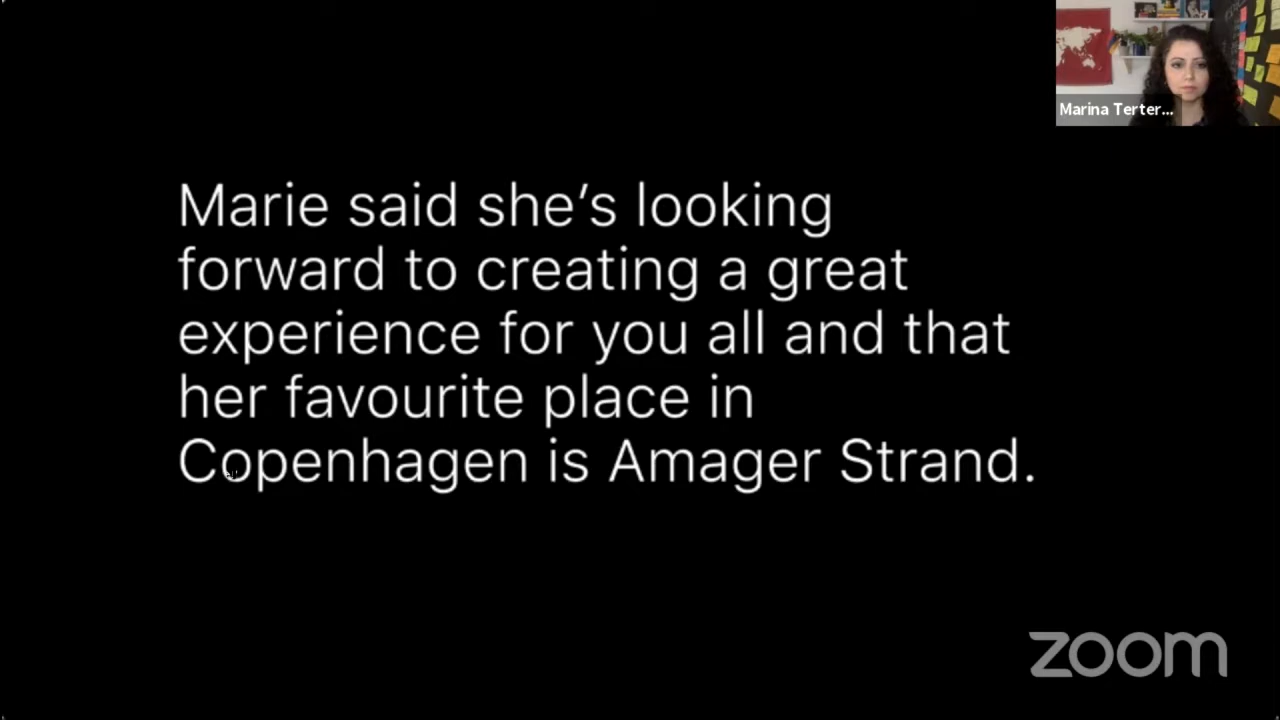 Marina Terter...
Marie said she’s looking
forward to creating a great
experience for you all and that
her favourite place in
Copenhagen is Amager Strand.
zoom